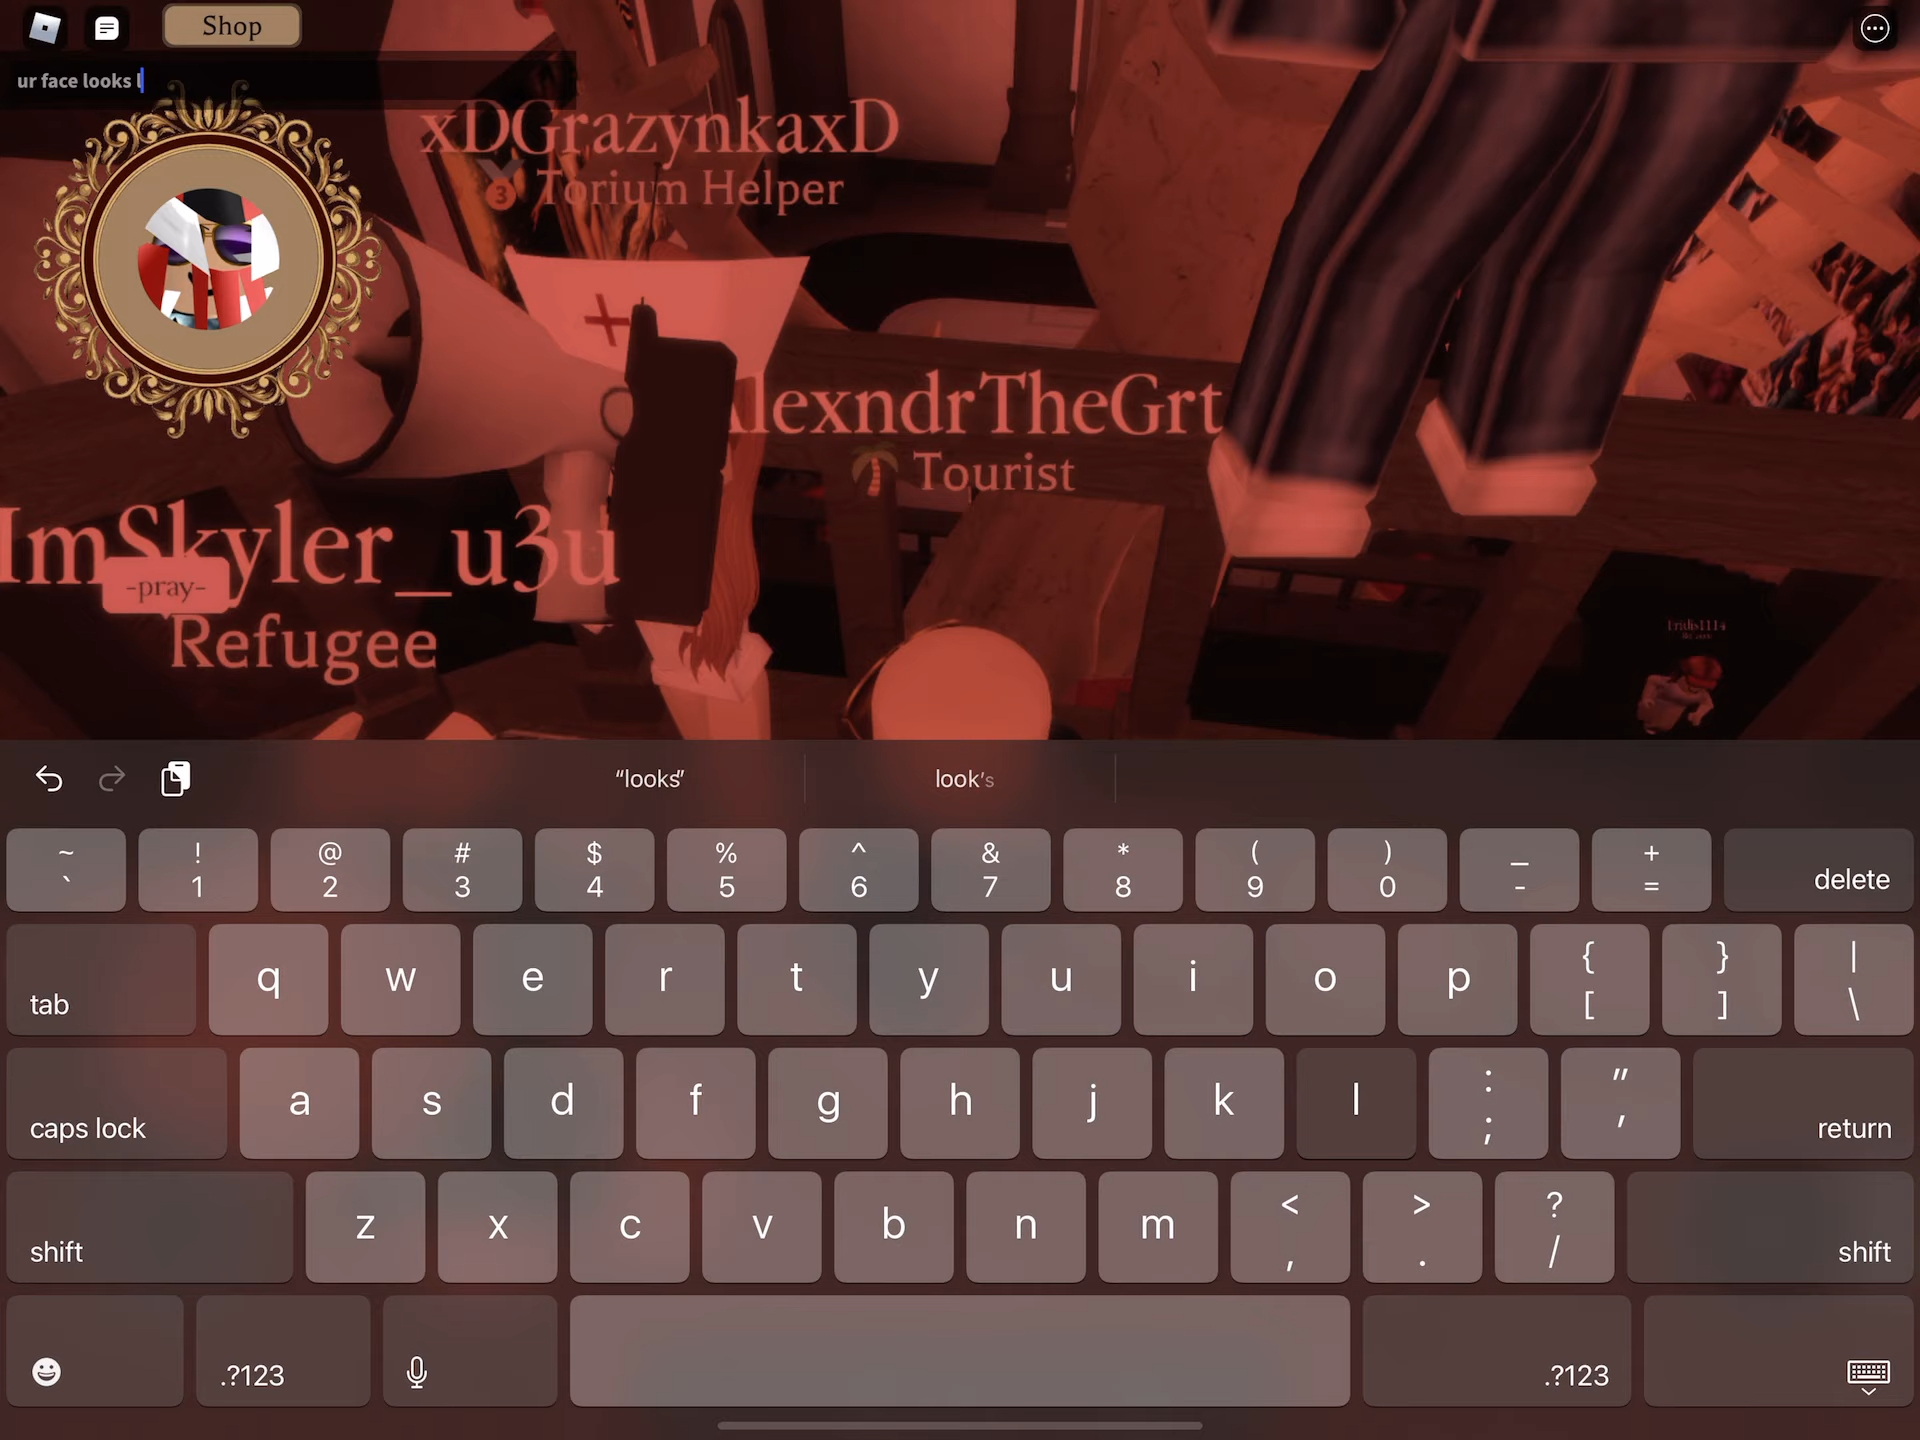 Shop
ur face looks l
xDGrazynkaxD
3 Torium Helper
lexndrTheGrt
🌴 Tourist
ImSkyler_u3u
-pray-
Refugee
“looks” look's
~ ! @ # $ % ^ & * ( ) _ +
` 1 2 3 4 5 6 7 8 9 0 - = delete
tab q w e r t y u i o p { [ } ] | \
caps lock a s d f g h j k l : ; " ' return
shift z x c v b n m < , > . ? / shift
.?123 .?123